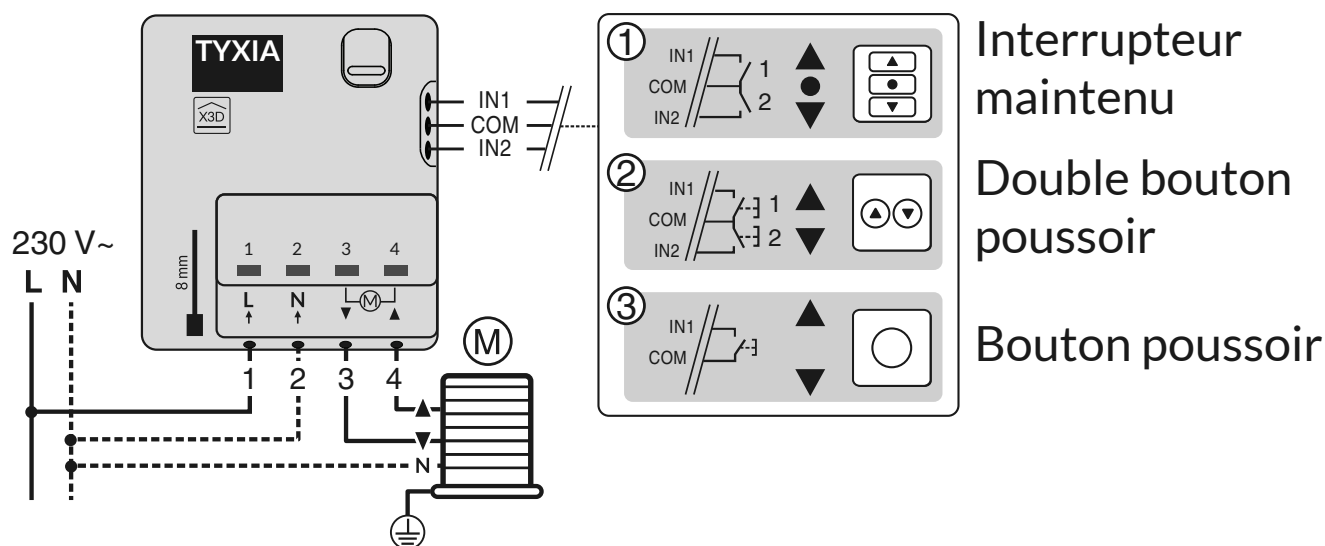 TYXIA
X3D
IN1
COM
IN2
1 2 3 4
8 mm
L N M
230 V~
L N
1 2 3 4
M
N
1
IN1
COM
IN2
1
2
Interrupteur
maintenu
2
IN1
COM
IN2
1
2
Double bouton
poussoir
3
IN1
COM
Bouton poussoir